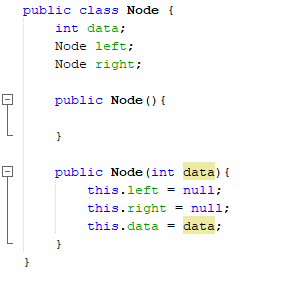 public class Node {
    int data;
    Node left;
    Node right;

    public Node(){

    }

    public Node(int data){
        this.left = null;
        this.right = null;
        this.data = data;
    }
}